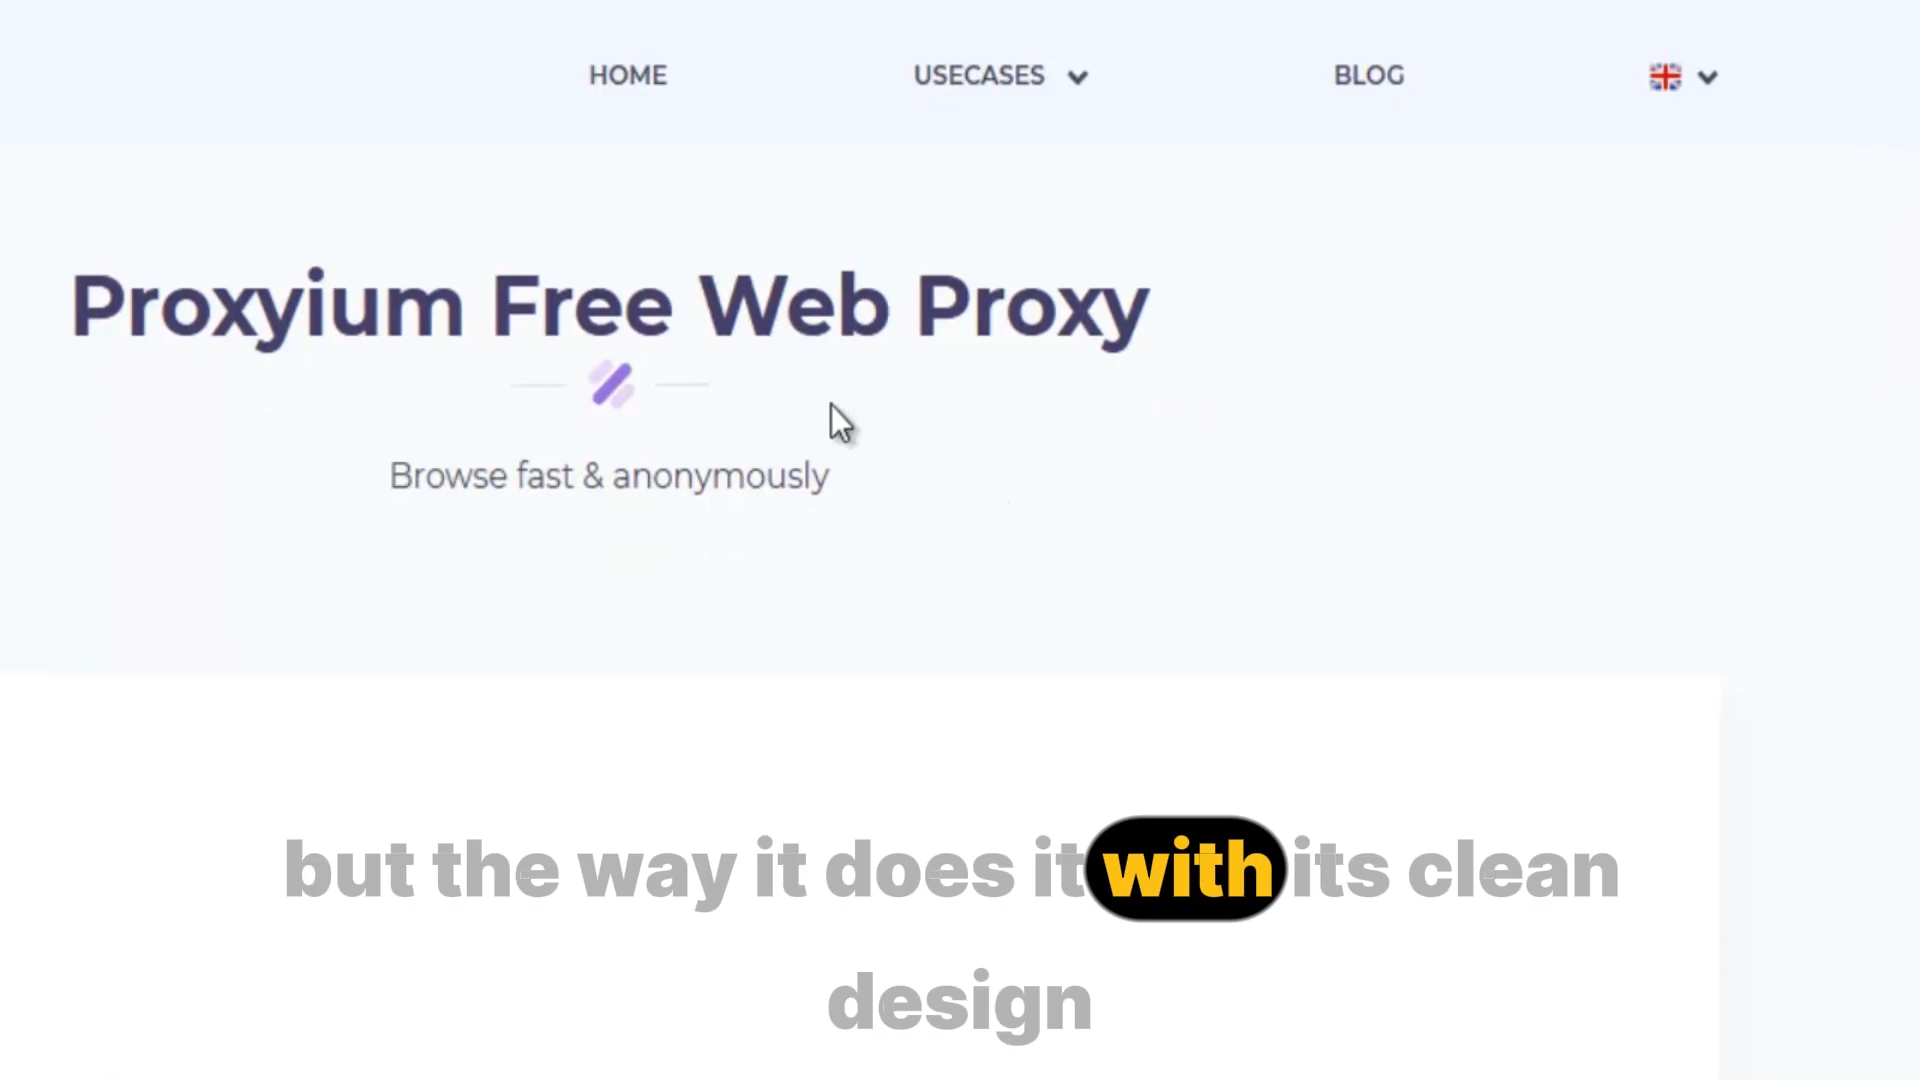 HOME USECASES BLOG
Proxyium Free Web Proxy
Browse fast & anonymously
but the way it does it with its clean
design